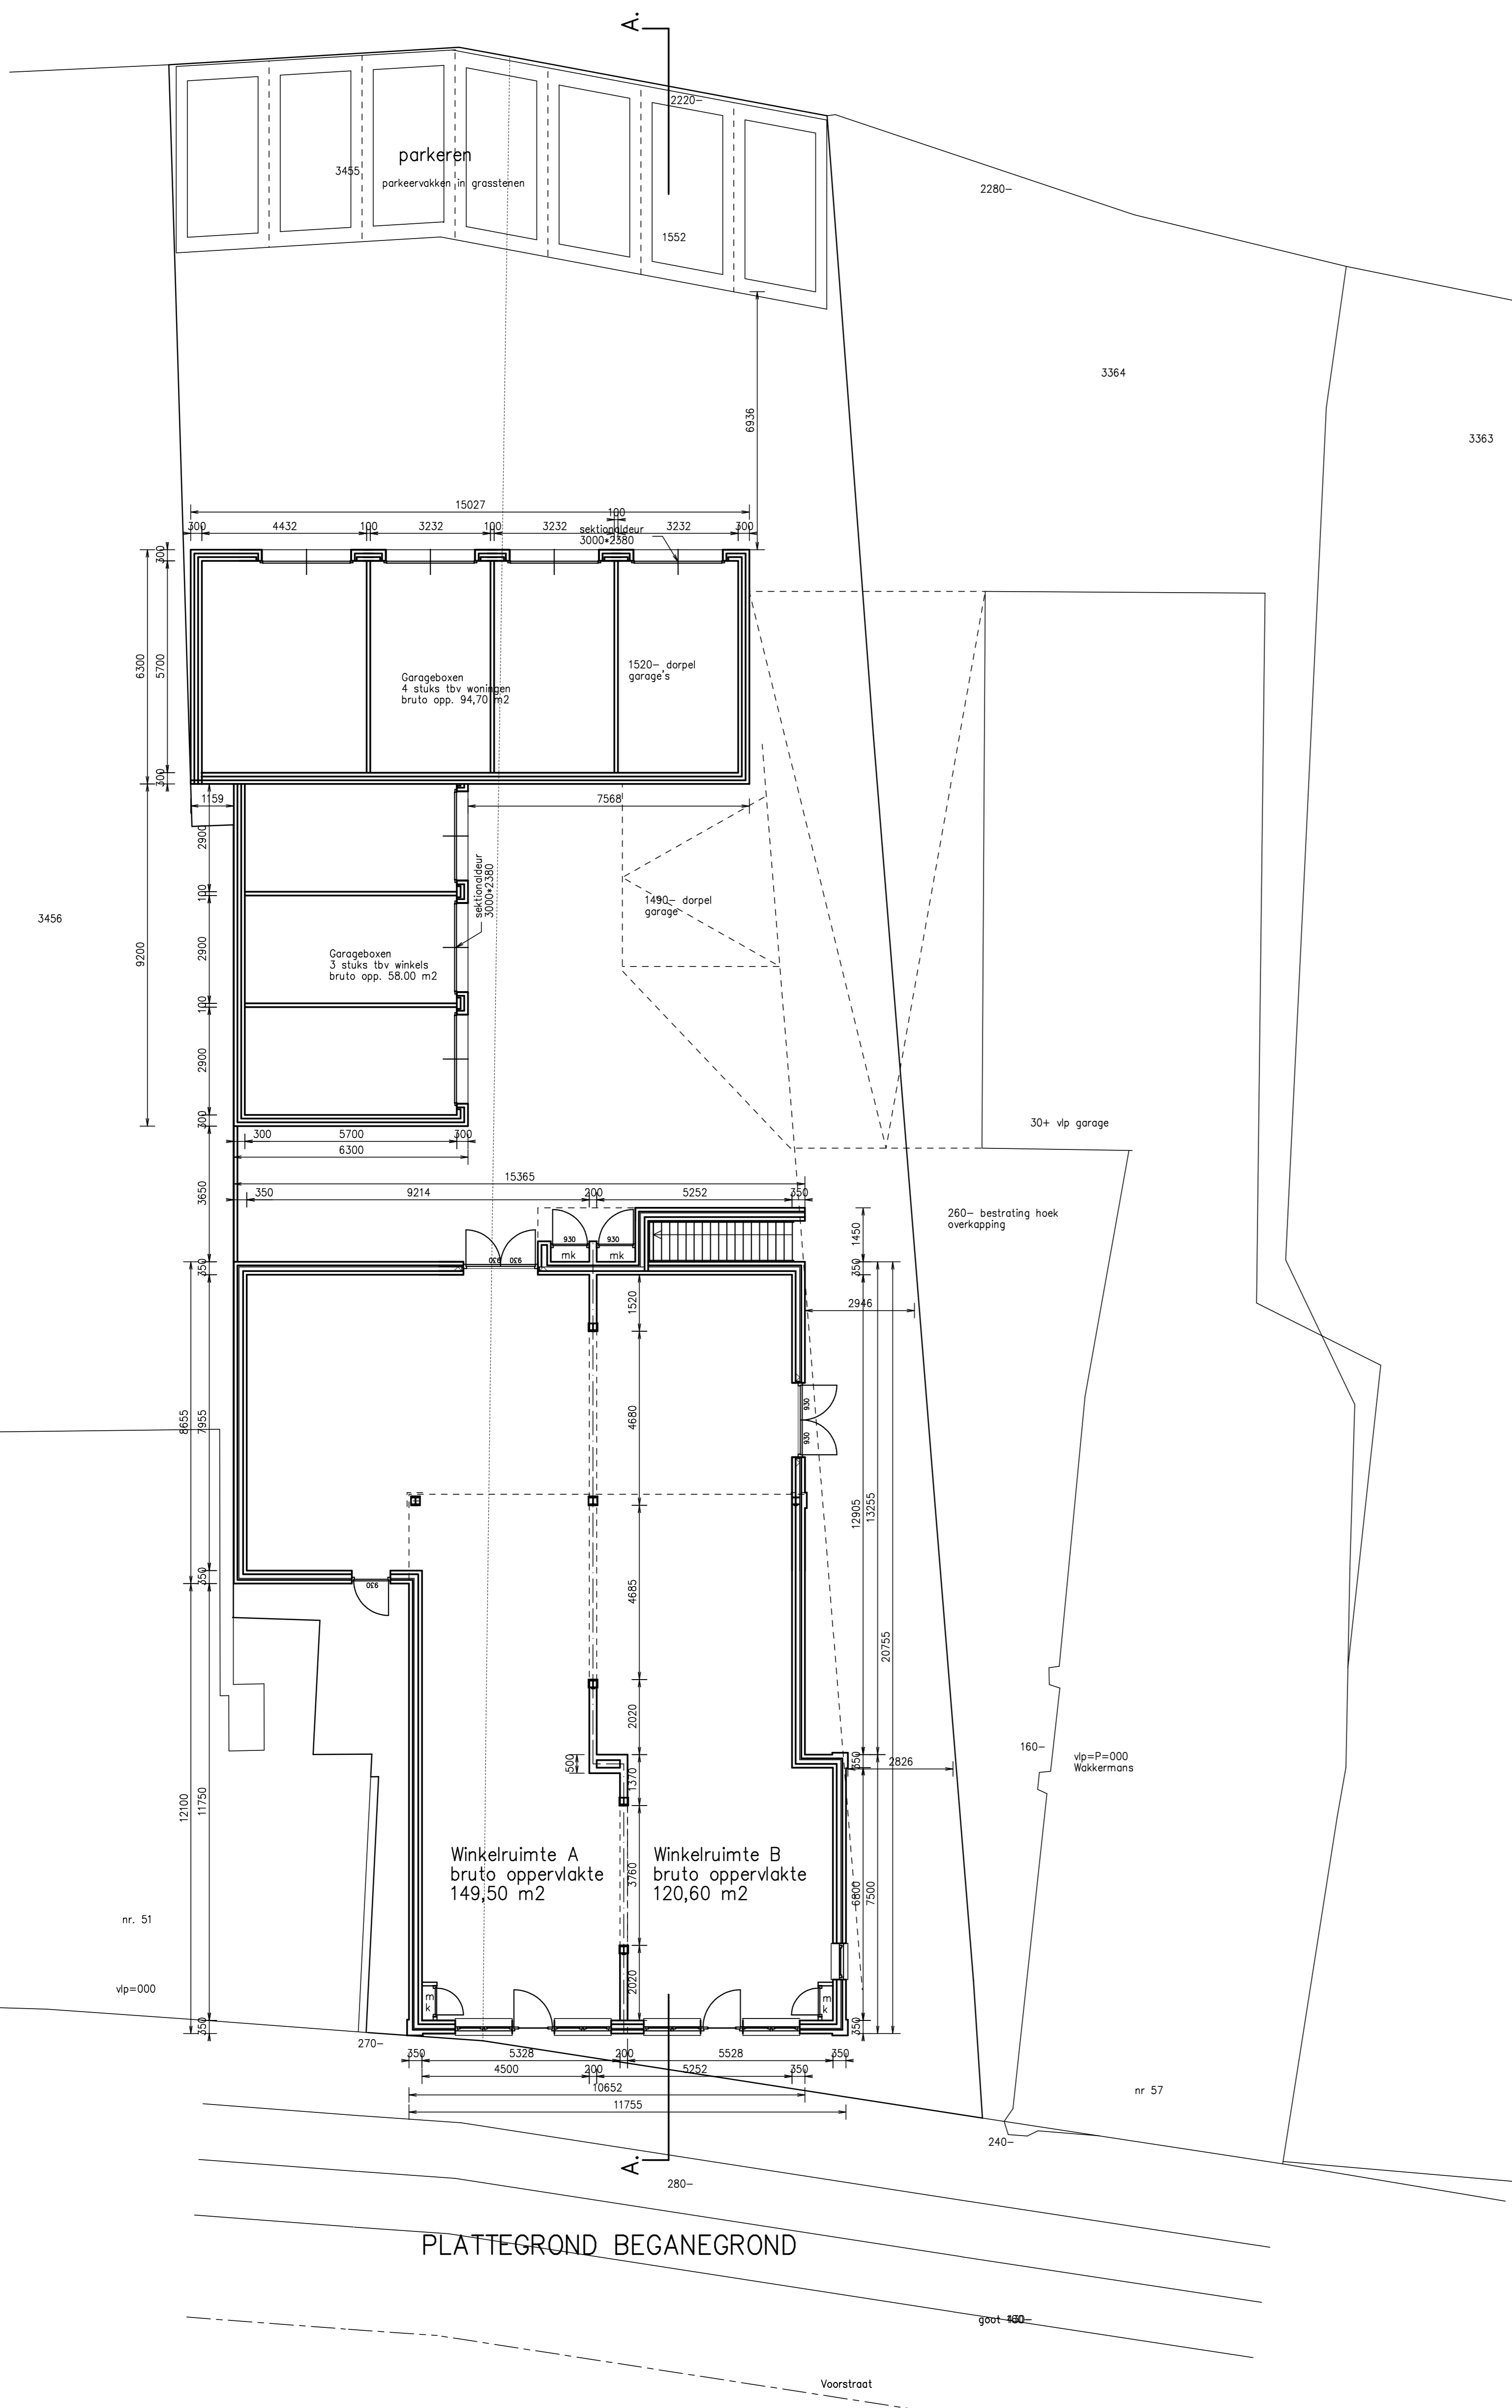 A.
2220-
parkeren
3455
parkeervakken in grasstenen
2280-
1552
3364
3363
6936
15027
100
300 4432 100 3232 100 3232 3232 300
sektionaldeur
3000*2380
300
6300
5700
300
Garageboxen
4 stuks tbv woningen
bruto opp. 94,70 m2
1520- dorpel
garage's
1159
7568
2900
100
2900
100
2900
300
9200
3456
sektionaldeur
3000*2380
1490- dorpel
garage
Garageboxen
3 stuks tbv winkels
bruto opp. 58.00 m2
30+ vlp garage
300 5700 300
6300
15365
350 9214 200 5252 350
3650
260- bestrating hoek
overkapping
1450
350
930 930
mk mk
930 930
350
2946
1520
930
930
4680
8655
7955
12905
13255
350
930
4685
20755
2020
500
1370
350
2826
160-
vlp=P=000
Wakkermans
12100
11750
Winkelruimte A
bruto oppervlakte
149,50 m2
Winkelruimte B
bruto oppervlakte
120,60 m2
3760
6800
7500
nr. 51
vlp=000
2020
m
k
m
k
350
350
270-
350 5328 200 5528 350
4500 200 5252 350
10652
11755
nr 57
240-
A.
280-
PLATTEGROND BEGANEGROND
goot
Voorstraat